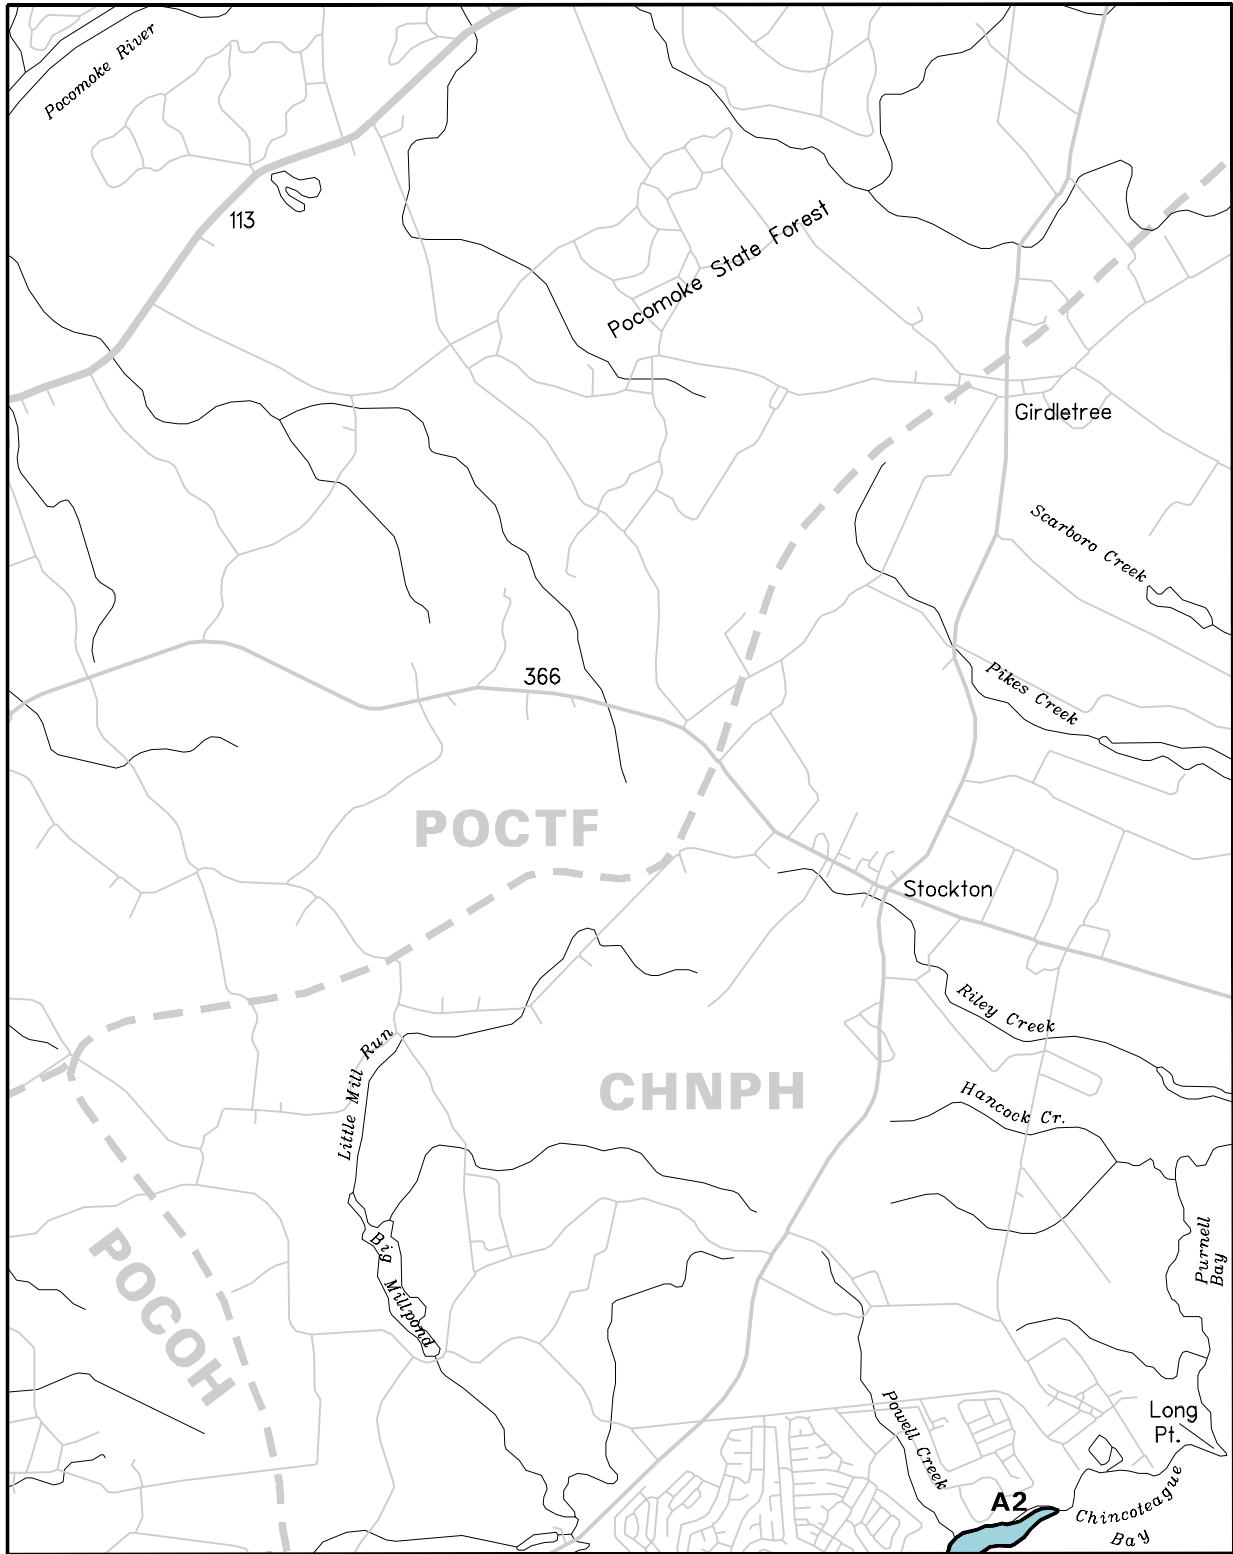 Pocomoke River
113
Pocomoke State Forest
Girdletree
Scarboro Creek
366
Pikes Creek
POCTF
Stockton
Riley Creek
Little Mill Run
CHNPH
Hancock Cr.
Purnell
Bay
Big Millpond
POCOH
Powell Creek
Long
Pt.
A2
Chincoteague
Bay